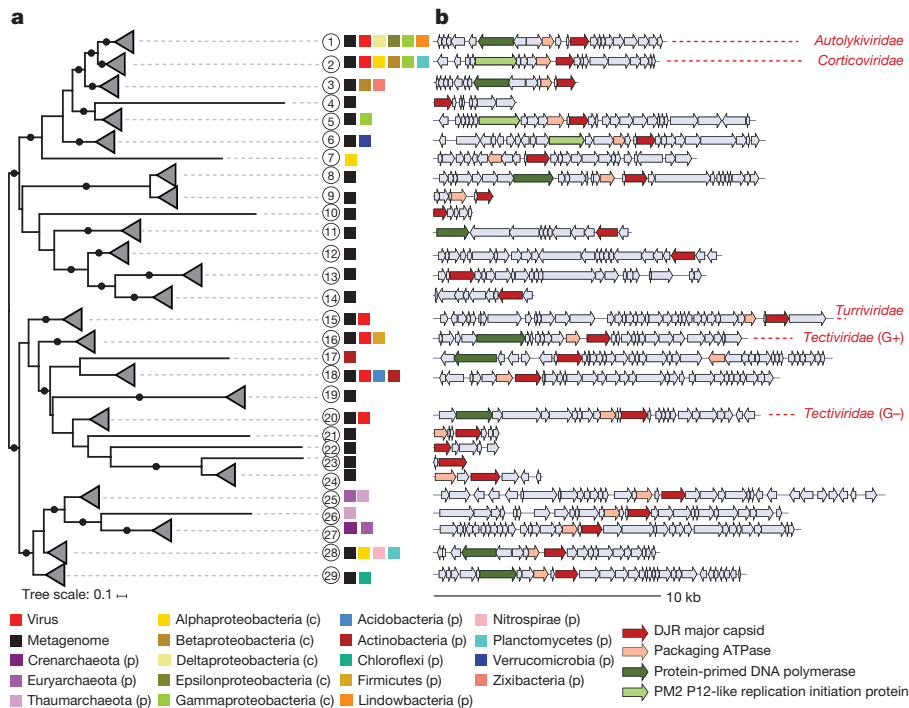 a
b
1
Autolykiviridae
2
Corticoviridae
3
4
5
6
7
8
9
10
11
12
13
14
15
Turriviridae
16
Tectiviridae (G+)
17
18
19
20
Tectiviridae (G−)
21
22
23
24
25
26
27
28
29
Tree scale: 0.1
10 kb
Virus
Metagenome
Crenarchaeota (p)
Euryarchaeota (p)
Thaumarchaeota (p)
Alphaproteobacteria (c)
Betaproteobacteria (c)
Deltaproteobacteria (c)
Epsilonproteobacteria (c)
Gammaproteobacteria (c)
Acidobacteria (p)
Actinobacteria (p)
Chloroflexi (p)
Firmicutes (p)
Lindowbacteria (p)
Nitrospirae (p)
Planctomycetes (p)
Verrucomicrobia (p)
Zixibacteria (p)
DJR major capsid
Packaging ATPase
Protein-primed DNA polymerase
PM2 P12-like replication initiation protein